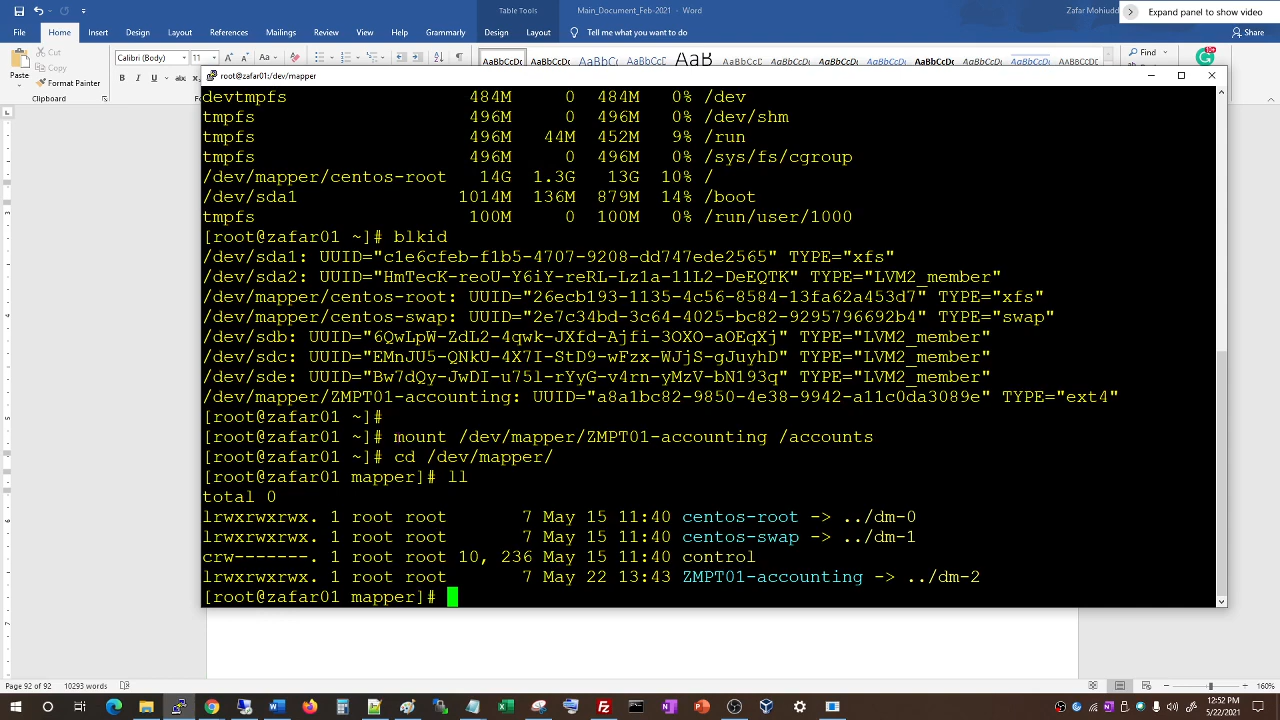 Table Tools
Main_Document_Feb-2021 - Word
Zafar Mohiudd
Expand panel to show video
File Home Insert Design Layout References Mailings Review View Help Grammarly Design Layout Tell me what you want to do Share
Cut
Copy
Format Painter
Paste
Clipboard
Calibri (Body) 11
B I U abc
AaBbCcDc AaBbCcDc AaBbCc AaBbCcD AaB AaBbCcD AaBbCcDc AaBbCcDc AaBbCcDc AaBbCcDc AaBbCcDc
Find
root@zafar01:/dev/mapper
devtmpfs 484M 0 484M 0% /dev
tmpfs 496M 0 496M 0% /dev/shm
tmpfs 496M 44M 452M 9% /run
tmpfs 496M 0 496M 0% /sys/fs/cgroup
/dev/mapper/centos-root 14G 1.3G 13G 10% /
/dev/sda1 1014M 136M 879M 14% /boot
tmpfs 100M 0 100M 0% /run/user/1000
[root@zafar01 ~]# blkid
/dev/sda1: UUID="c1e6cfeb-f1b5-4707-9208-dd747ede2565" TYPE="xfs"
/dev/sda2: UUID="HmTecK-reoU-Y6iY-reRL-Lz1a-11L2-DeEQTK" TYPE="LVM2_member"
/dev/mapper/centos-root: UUID="26ecb193-1135-4c56-8584-13fa62a453d7" TYPE="xfs"
/dev/mapper/centos-swap: UUID="2e7c34bd-3c64-4025-bc82-9295796692b4" TYPE="swap"
/dev/sdb: UUID="6QwLpW-ZdL2-4qwk-JXfd-Ajfi-3OXO-aOEqXj" TYPE="LVM2_member"
/dev/sdc: UUID="EMnJU5-QNkU-4X7I-StD9-wFzx-WJjS-gJuyhD" TYPE="LVM2_member"
/dev/sde: UUID="Bw7dQy-JwDI-u75l-rYyG-v4rn-yMzV-bN193q" TYPE="LVM2_member"
/dev/mapper/ZMPT01-accounting: UUID="a8a1bc82-9850-4e38-9942-a11c0da3089e" TYPE="ext4"
[root@zafar01 ~]#
[root@zafar01 ~]# mount /dev/mapper/ZMPT01-accounting /accounts
[root@zafar01 ~]# cd /dev/mapper/
[root@zafar01 mapper]# ll
total 0
lrwxrwxrwx. 1 root root 7 May 15 11:40 centos-root -> ../dm-0
lrwxrwxrwx. 1 root root 7 May 15 11:40 centos-swap -> ../dm-1
crw-------. 1 root root 10, 236 May 15 11:40 control
lrwxrwxrwx. 1 root root 7 May 22 13:43 ZMPT01-accounting -> ../dm-2
[root@zafar01 mapper]#
Page 92 of 92 10293 words
160%
12:52 PM
5/22/2021